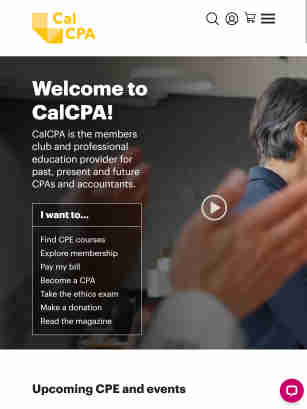 Cal
CPA
Welcome to
CalCPA!
CalCPA is the members
club and professional
education provider for
past, present and future
CPAs and accountants.
I want to...
Find CPE courses
Explore membership
Pay my bill
Become a CPA
Take the ethics exam
Make a donation
Read the magazine
Upcoming CPE and events